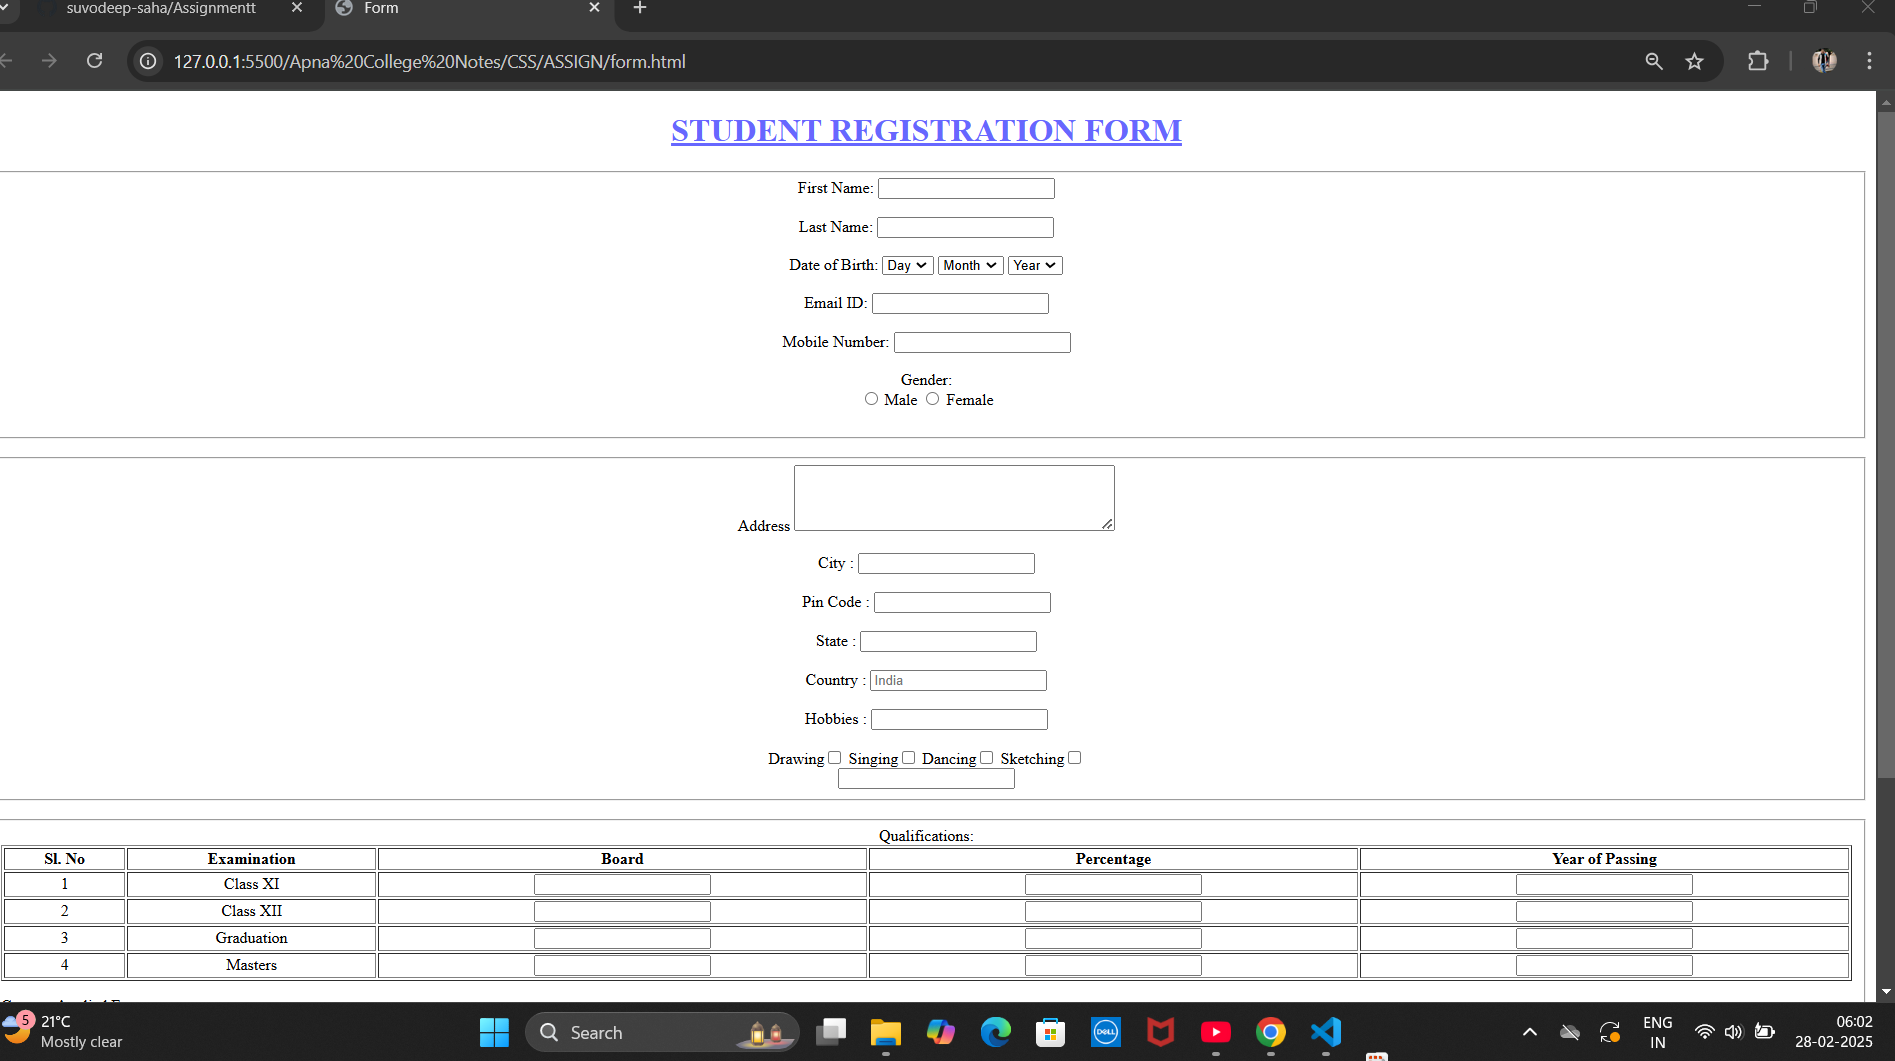 suvodeep-saha/Assignmentt
Form
127.0.0.1:5500/Apna%20College%20Notes/CSS/ASSIGN/form.html
STUDENT REGISTRATION FORM
First Name:
Last Name:
Date of Birth: Day Month Year
Email ID:
Mobile Number:
Gender:
Male Female
Address
City :
Pin Code :
State :
Country : India
Hobbies :
Drawing Singing Dancing Sketching
Qualifications:
Sl. No Examination Board Percentage Year of Passing
1 Class XI
2 Class XII
3 Graduation
4 Masters
5
21°C
Mostly clear
Search
DELL
ENG
IN
06:02
28-02-2025